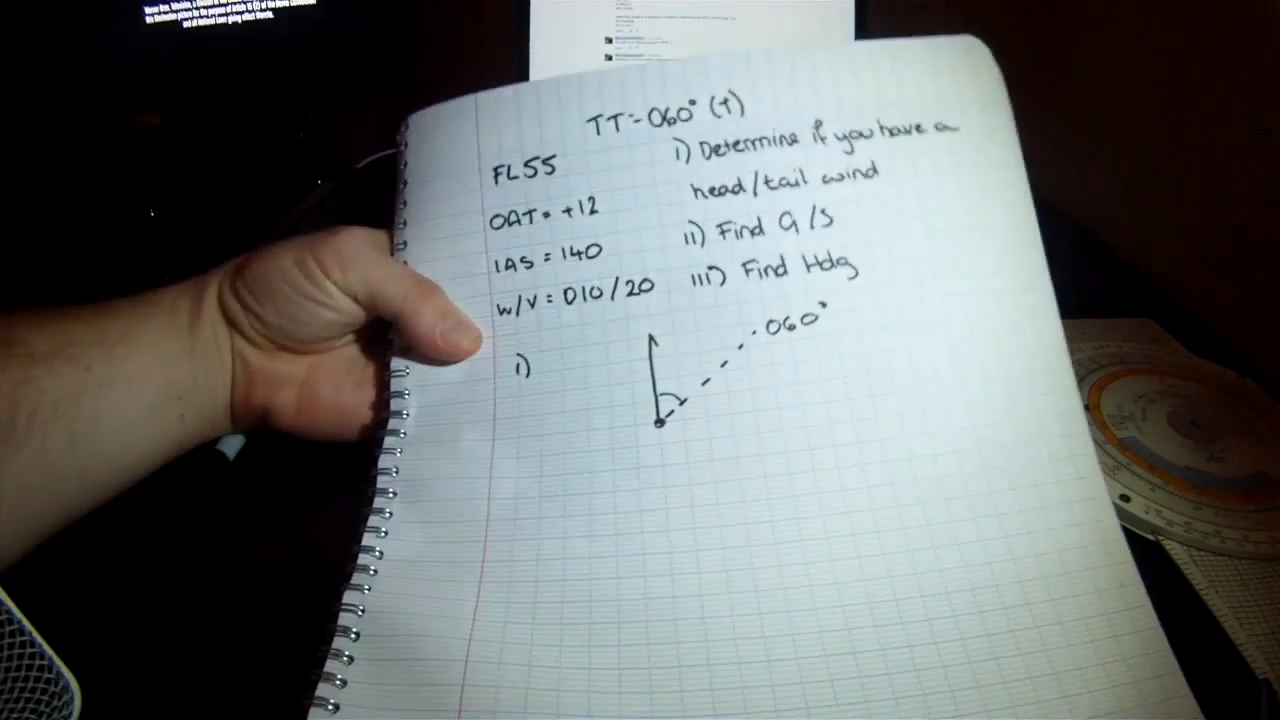 TT = 060° (T)
FL55
OAT = +12
IAS = 140
W/V = 010/20
i) Determine if you have a
head/tail wind
ii) Find G/S
iii) Find Hdg
i)
060°